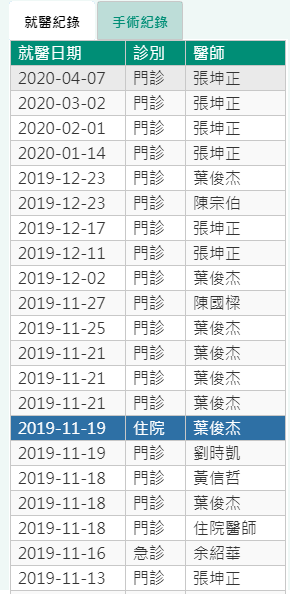 就醫紀錄 手術紀錄
就醫日期 診別 醫師
2020-04-07 門診 張坤正
2020-03-02 門診 張坤正
2020-02-01 門診 張坤正
2020-01-14 門診 張坤正
2019-12-23 門診 葉俊杰
2019-12-23 門診 陳宗伯
2019-12-17 門診 張坤正
2019-12-11 門診 張坤正
2019-12-02 門診 葉俊杰
2019-11-27 門診 陳國樑
2019-11-25 門診 葉俊杰
2019-11-21 門診 葉俊杰
2019-11-21 門診 葉俊杰
2019-11-21 門診 葉俊杰
2019-11-19 住院 葉俊杰
2019-11-19 門診 劉時凱
2019-11-18 門診 黃信哲
2019-11-18 門診 葉俊杰
2019-11-18 門診 住院醫師
2019-11-16 急診 余紹華
2019-11-13 門診 張坤正